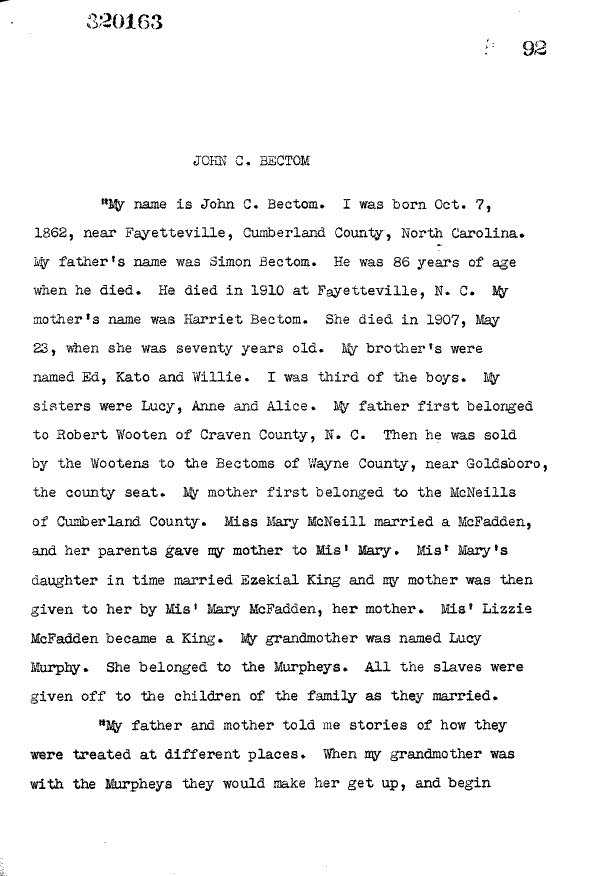 320163
92
JOHN C. BECTOM
"My name is John C. Bectom. I was born Oct. 7,
1862, near Fayetteville, Cumberland County, North Carolina.
My father's name was Simon Bectom. He was 86 years of age
when he died. He died in 1910 at Fayetteville, N. C. My
mother's name was Harriet Bectom. She died in 1907, May
23, when she was seventy years old. My brother's were
named Ed, Kato and Willie. I was third of the boys. My
sisters were Lucy, Anne and Alice. My father first belonged
to Robert Wooten of Craven County, N. C. Then he was sold
by the Wootens to the Bectoms of Wayne County, near Goldsboro,
the county seat. My mother first belonged to the McNeills
of Cumberland County. Miss Mary McNeill married a McFadden,
and her parents gave my mother to Mis' Mary. Mis' Mary's
daughter in time married Ezekial King and my mother was then
given to her by Mis' Mary McFadden, her mother. Mis' Lizzie
McFadden became a King. My grandmother was named Lucy
Murphy. She belonged to the Murpheys. All the slaves were
given off to the children of the family as they married.
"My father and mother told me stories of how they
were treated at different places. When my grandmother was
with the Murpheys they would make her get up, and begin